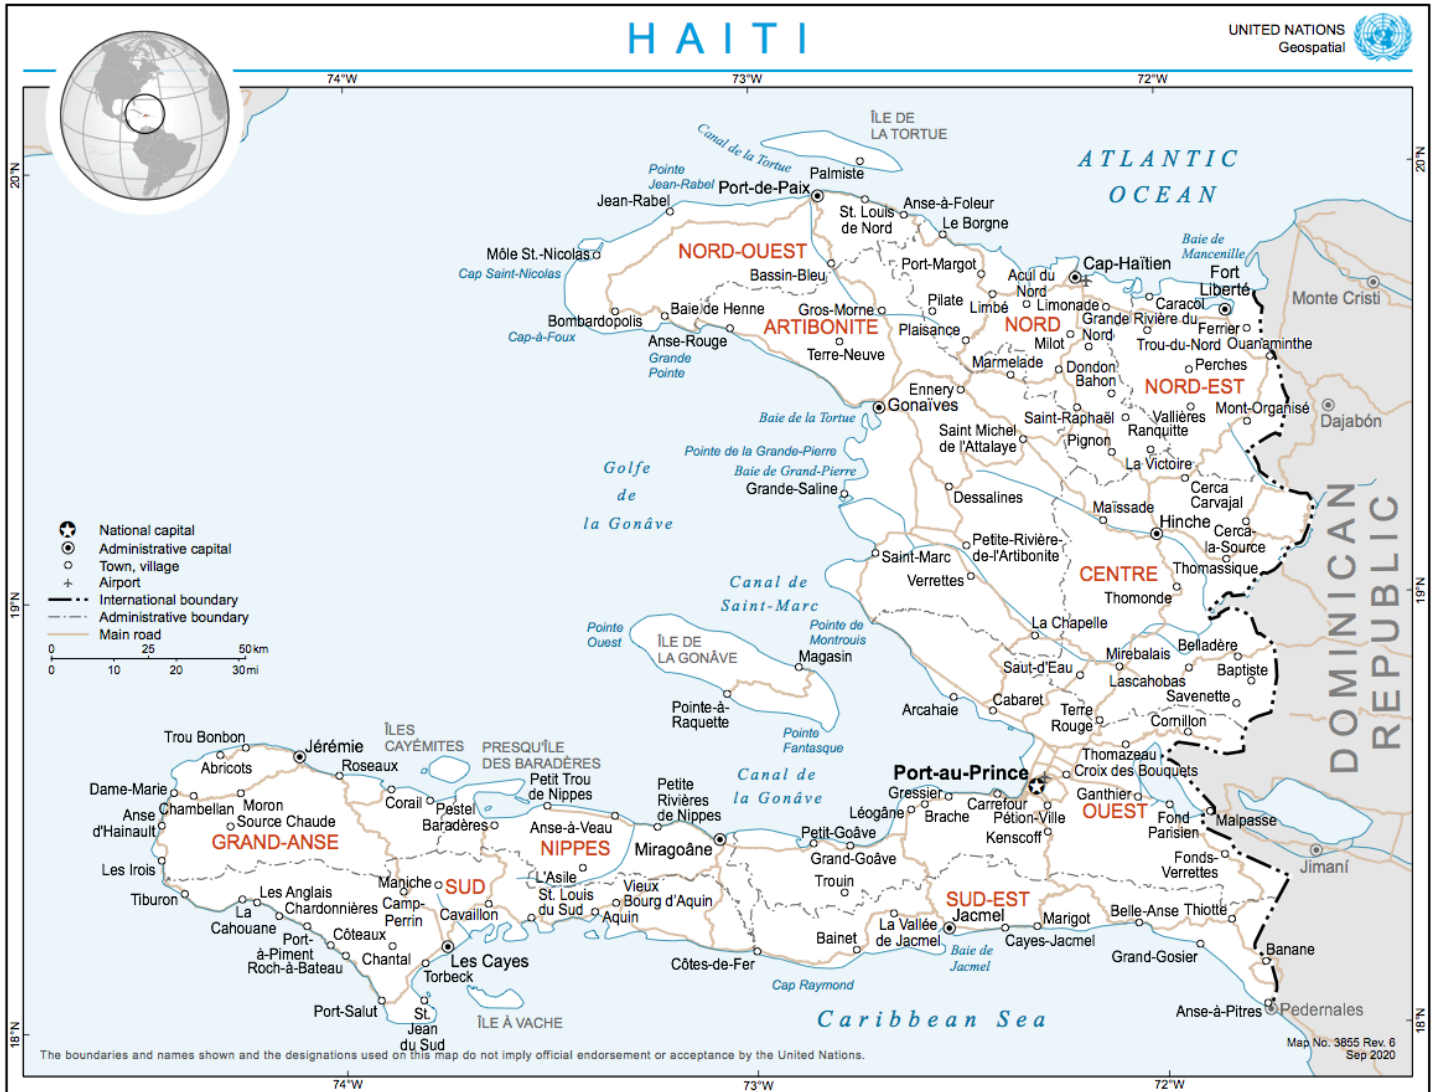 HAITI
UNITED NATIONS
Geospatial
74°W
73°W
72°W
20°N
20°N
19°N
19°N
18°N
18°N
74°W
73°W
72°W
ÎLE DE
LA TORTUE
Canal de la Tortue
Palmiste
ATLANTIC
OCEAN
Pointe
Jean-Rabel
Port-de-Paix
Jean-Rabel
St. Louis
de Nord
Anse-à-Foleur
Le Borgne
Môle St.-Nicolas
Cap Saint-Nicolas
NORD-OUEST
Bassin-Bleu
Port-Margot
Acul du
Nord
Cap-Haïtien
Baie de
Mancenille
Fort
Liberté
Monte Cristi
Bombardopolis
Cap-à-Foux
Baie de Henne
Anse-Rouge
Grande
Pointe
Gros-Morne
ARTIBONITE
Terre-Neuve
Pilate
Plaisance
Limbé
NORD
Limonade
Milot
Grande Rivière du
Nord
Caracol
Trou-du-Nord
Ferrier
Ouanaminthe
Perches
NORD-EST
Marmelade
Dondon
Bahon
Ennery
Gonaïves
Saint-Raphaël
Vallières
Ranquitte
Mont-Organisé
Dajabón
Saint Michel
de l'Attalaye
Pignon
La Victoire
Baie de la Tortue
Pointe de la Grande-Pierre
Baie de Grand-Pierre
Grande-Saline
Golfe
de
la Gonâve
Dessalines
Cerca
Carvajal
Maïssade
Hinche
Cerca-
la-Source
Thomassique
Petite-Rivière-
de-l'Artibonite
Saint-Marc
Verrettes
CENTRE
Thomonde
DOMINICAN
REPUBLIC
National capital
Administrative capital
Town, village
Airport
International boundary
Administrative boundary
Main road
0 25 50 km
0 10 20 30 mi
Canal de
Saint-Marc
Pointe
Ouest
ÎLE DE
LA GONÂVE
Pointe de
Montrouis
Magasin
Pointe-à-
Raquette
Pointe
Fantasque
La Chapelle
Mirebalais
Belladère
Saut-d'Eau
Lascahobas
Baptiste
Savenette
Arcahaie
Cabaret
Terre
Rouge
Cornillon
Thomazeau
Croix des Bouquets
Port-au-Prince
Canal de
la Gonâve
Gressier
Léogâne
Brache
Carrefour
Pétion-Ville
Kenscoff
Ganthier
OUEST
Fond
Parisien
Malpasse
Jimaní
Fonds-
Verrettes
Trou Bonbon
Abricots
Jérémie
Roseaux
ÎLES
CAYÉMITES
PRESQU'ÎLE
DES BARADÈRES
Dame-Marie
Chambellan
Moron
Source Chaude
Anse
d'Hainault
GRAND-ANSE
Les Irois
Corail
Pestel
Baradères
Petit Trou
de Nippes
Anse-à-Veau
NIPPES
Petite
Rivières
de Nippes
Miragoâne
Petit-Goâve
Grand-Goâve
L'Asile
Trouin
Tiburon
Les Anglais
Chardonnières
La
Cahouane
Port-
à-Piment
Côteaux
Roch-à-Bateau
Chantal
Maniche
SUD
Camp-
Perrin
Cavaillon
St. Louis
du Sud
Vieux
Bourg d'Aquin
Aquin
Les Cayes
Torbeck
Port-Salut
St.
Jean
du Sud
ÎLE À VACHE
Côtes-de-Fer
Bainet
La Vallée
de Jacmel
SUD-EST
Jacmel
Cayes-Jacmel
Marigot
Belle-Anse
Thiotte
Grand-Gosier
Banane
Anse-à-Pitres
Pedernales
Baie de
Jacmel
Cap Raymond
Caribbean Sea
The boundaries and names shown and the designations used on this map do not imply official endorsement or acceptance by the United Nations.
Map No. 3855 Rev. 6
Sep 2020